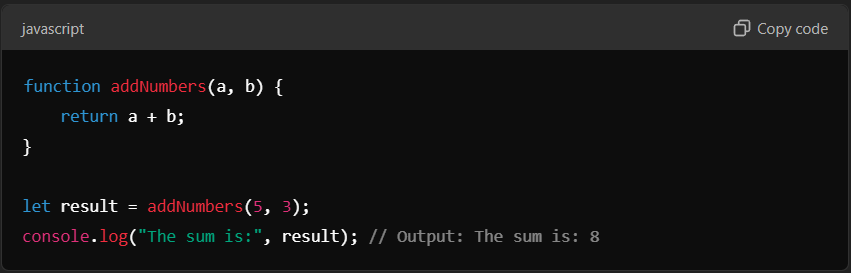 javascript
Copy code
function addNumbers(a, b) {
    return a + b;
}
let result = addNumbers(5, 3);
console.log("The sum is:", result); // Output: The sum is: 8